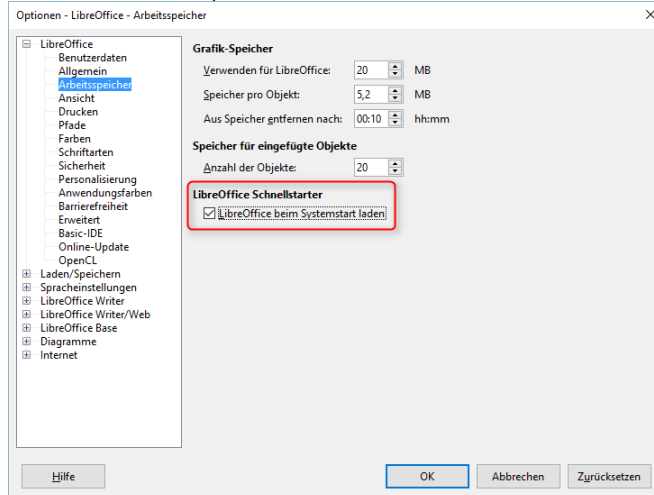 Optionen - LibreOffice - Arbeitsspeicher
LibreOffice
Benutzerdaten
Allgemein
Arbeitsspeicher
Ansicht
Drucken
Pfade
Farben
Schriftarten
Sicherheit
Personalisierung
Anwendungsfarben
Barrierefreiheit
Erweitert
Basic-IDE
Online-Update
OpenCL
Laden/Speichern
Spracheinstellungen
LibreOffice Writer
LibreOffice Writer/Web
LibreOffice Base
Diagramme
Internet
Grafik-Speicher
Verwenden für LibreOffice: 20 MB
Speicher pro Objekt: 5,2 MB
Aus Speicher entfernen nach: 00:10 hh:mm
Speicher für eingefügte Objekte
Anzahl der Objekte: 20
LibreOffice Schnellstarter
LibreOffice beim Systemstart laden
Hilfe OK Abbrechen Zurücksetzen